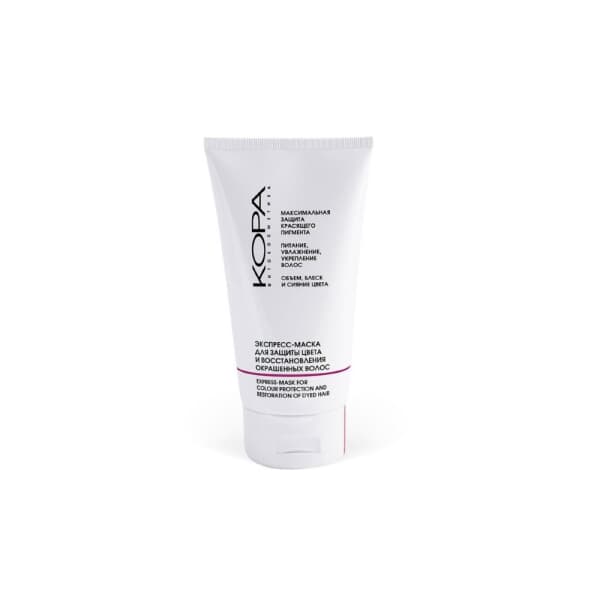 КОРА
ФИТОКОСМЕТИКА
МАКСИМАЛЬНАЯ
ЗАЩИТА
КРАСЯЩЕГО
ПИГМЕНТА
ПИТАНИЕ,
УВЛАЖНЕНИЕ,
УКРЕПЛЕНИЕ
ВОЛОС
ОБЪЕМ, БЛЕСК
И СИЯНИЕ ЦВЕТА
ЭКСПРЕСС-МАСКА
ДЛЯ ЗАЩИТЫ ЦВЕТА
И ВОССТАНОВЛЕНИЯ
ОКРАШЕННЫХ ВОЛОС
EXPRESS-MASK FOR
COLOUR PROTECTION AND
RESTORATION OF DYED HAIR